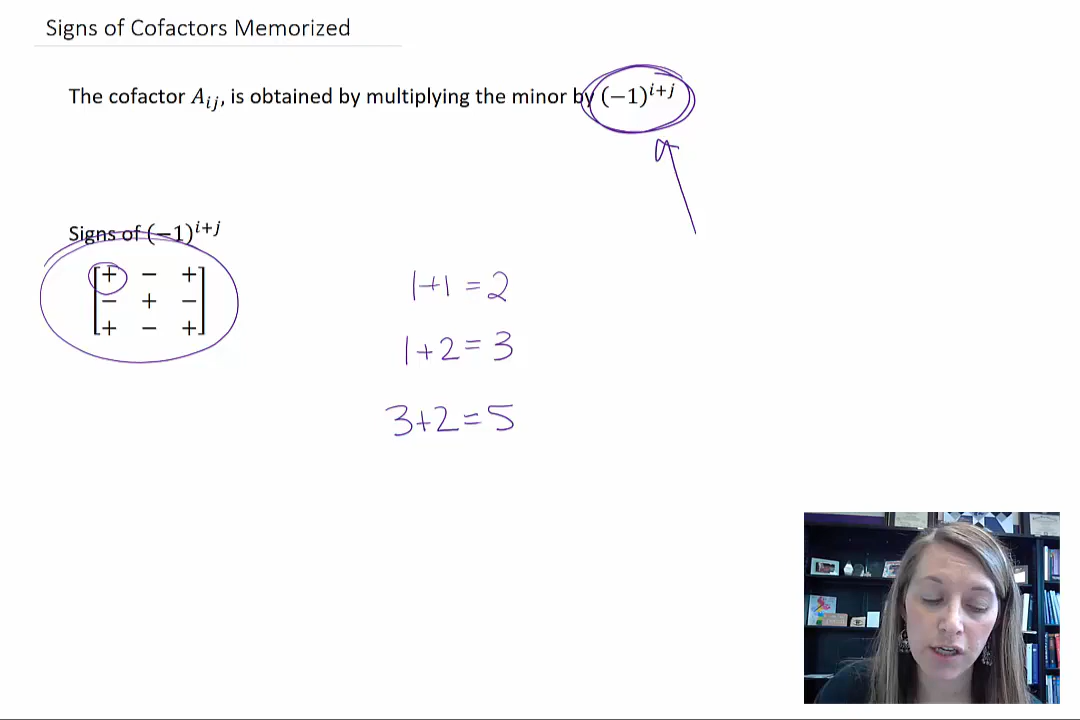 Signs of Cofactors Memorized
The cofactor Aᵢⱼ, is obtained by multiplying the minor by (−1)ⁱ⁺ʲ
Signs of (−1)ⁱ⁺ʲ
[+ − +]
[− + −]
[+ − +]
1+1=2
1+2=3
3+2=5